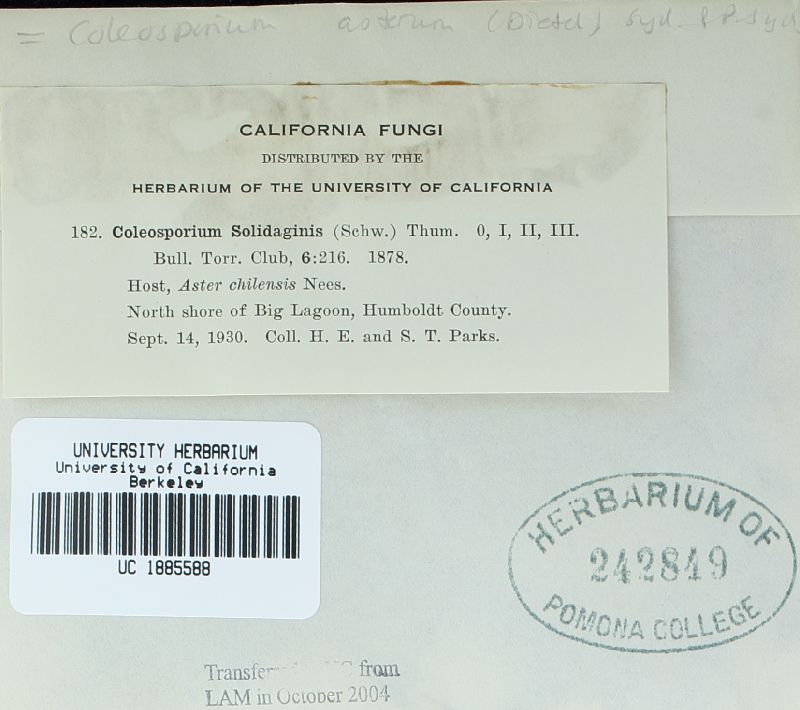 = Coleosporium asterum (Dietel) Syd. & P. Syd
CALIFORNIA FUNGI
DISTRIBUTED BY THE
HERBARIUM OF THE UNIVERSITY OF CALIFORNIA
182. Coleosporium Solidaginis (Schw.) Thum. 0, I, II, III.
Bull. Torr. Club, 6:216. 1878.
Host, Aster chilensis Nees.
North shore of Big Lagoon, Humboldt County.
Sept. 14, 1930. Coll. H. E. and S. T. Parks.
UNIVERSITY HERBARIUM
University of California
Berkeley
UC 1885588
HERBARIUM OF
242849
POMONA COLLEGE
from
LAM in October 2004